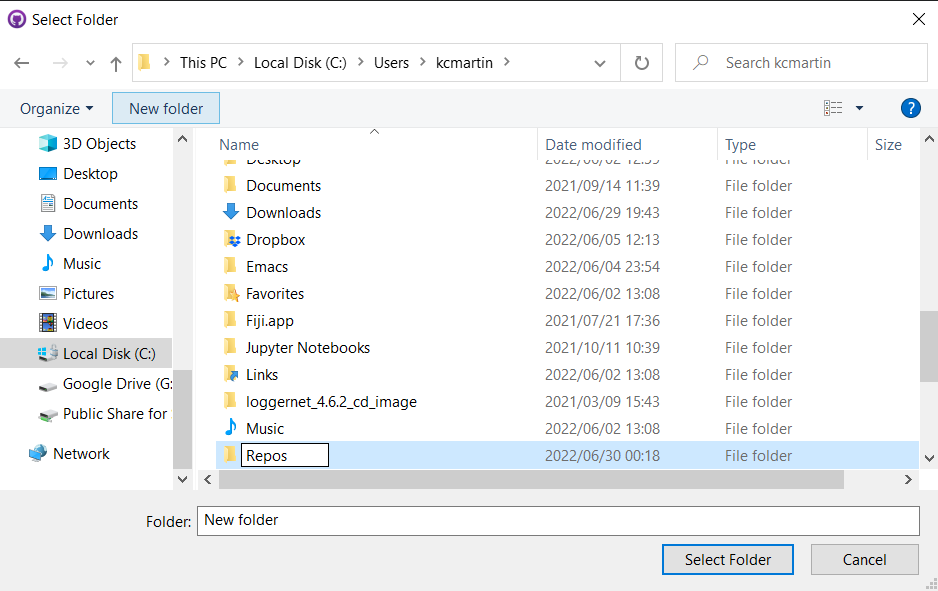 Select Folder
This PC > Local Disk (C:) > Users > kcmartin >
Search kcmartin
Organize New folder
?
3D Objects
Desktop
Documents
Downloads
Music
Pictures
Videos
Local Disk (C:)
Google Drive (G:
Public Share for
Network
Name Date modified Type Size
Desktop 2022/06/02 12:59 File folder
Documents 2021/09/14 11:39 File folder
Downloads 2022/06/29 19:43 File folder
Dropbox 2022/06/05 12:13 File folder
Emacs 2022/06/04 23:54 File folder
Favorites 2022/06/02 13:08 File folder
Fiji.app 2021/07/21 17:36 File folder
Jupyter Notebooks 2021/10/11 10:39 File folder
Links 2022/06/02 13:08 File folder
loggernet_4.6.2_cd_image 2021/03/09 15:43 File folder
Music 2022/06/02 13:08 File folder
Repos 2022/06/30 00:18 File folder
Folder: New folder
Select Folder Cancel